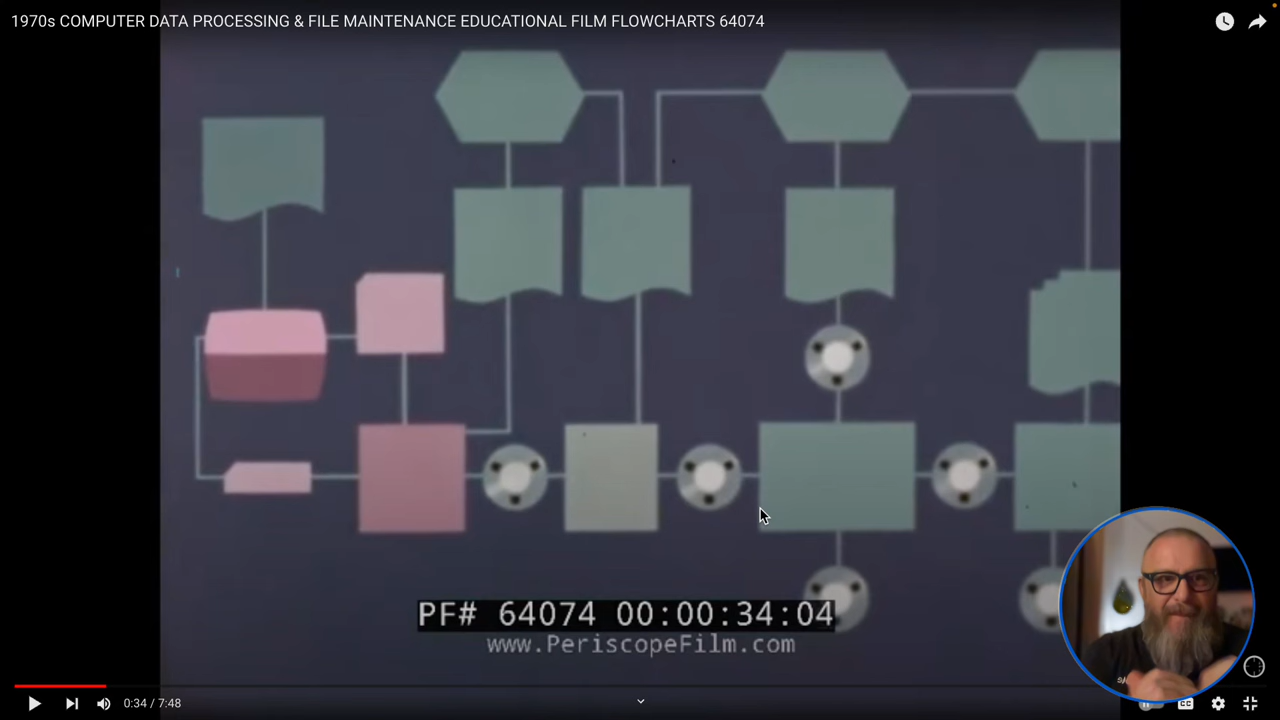 1970s COMPUTER DATA PROCESSING & FILE MAINTENANCE EDUCATIONAL FILM FLOWCHARTS 64074
PF# 64074 00:00:34:04
www.PeriscopeFilm.com
0:34 / 7:48
CC